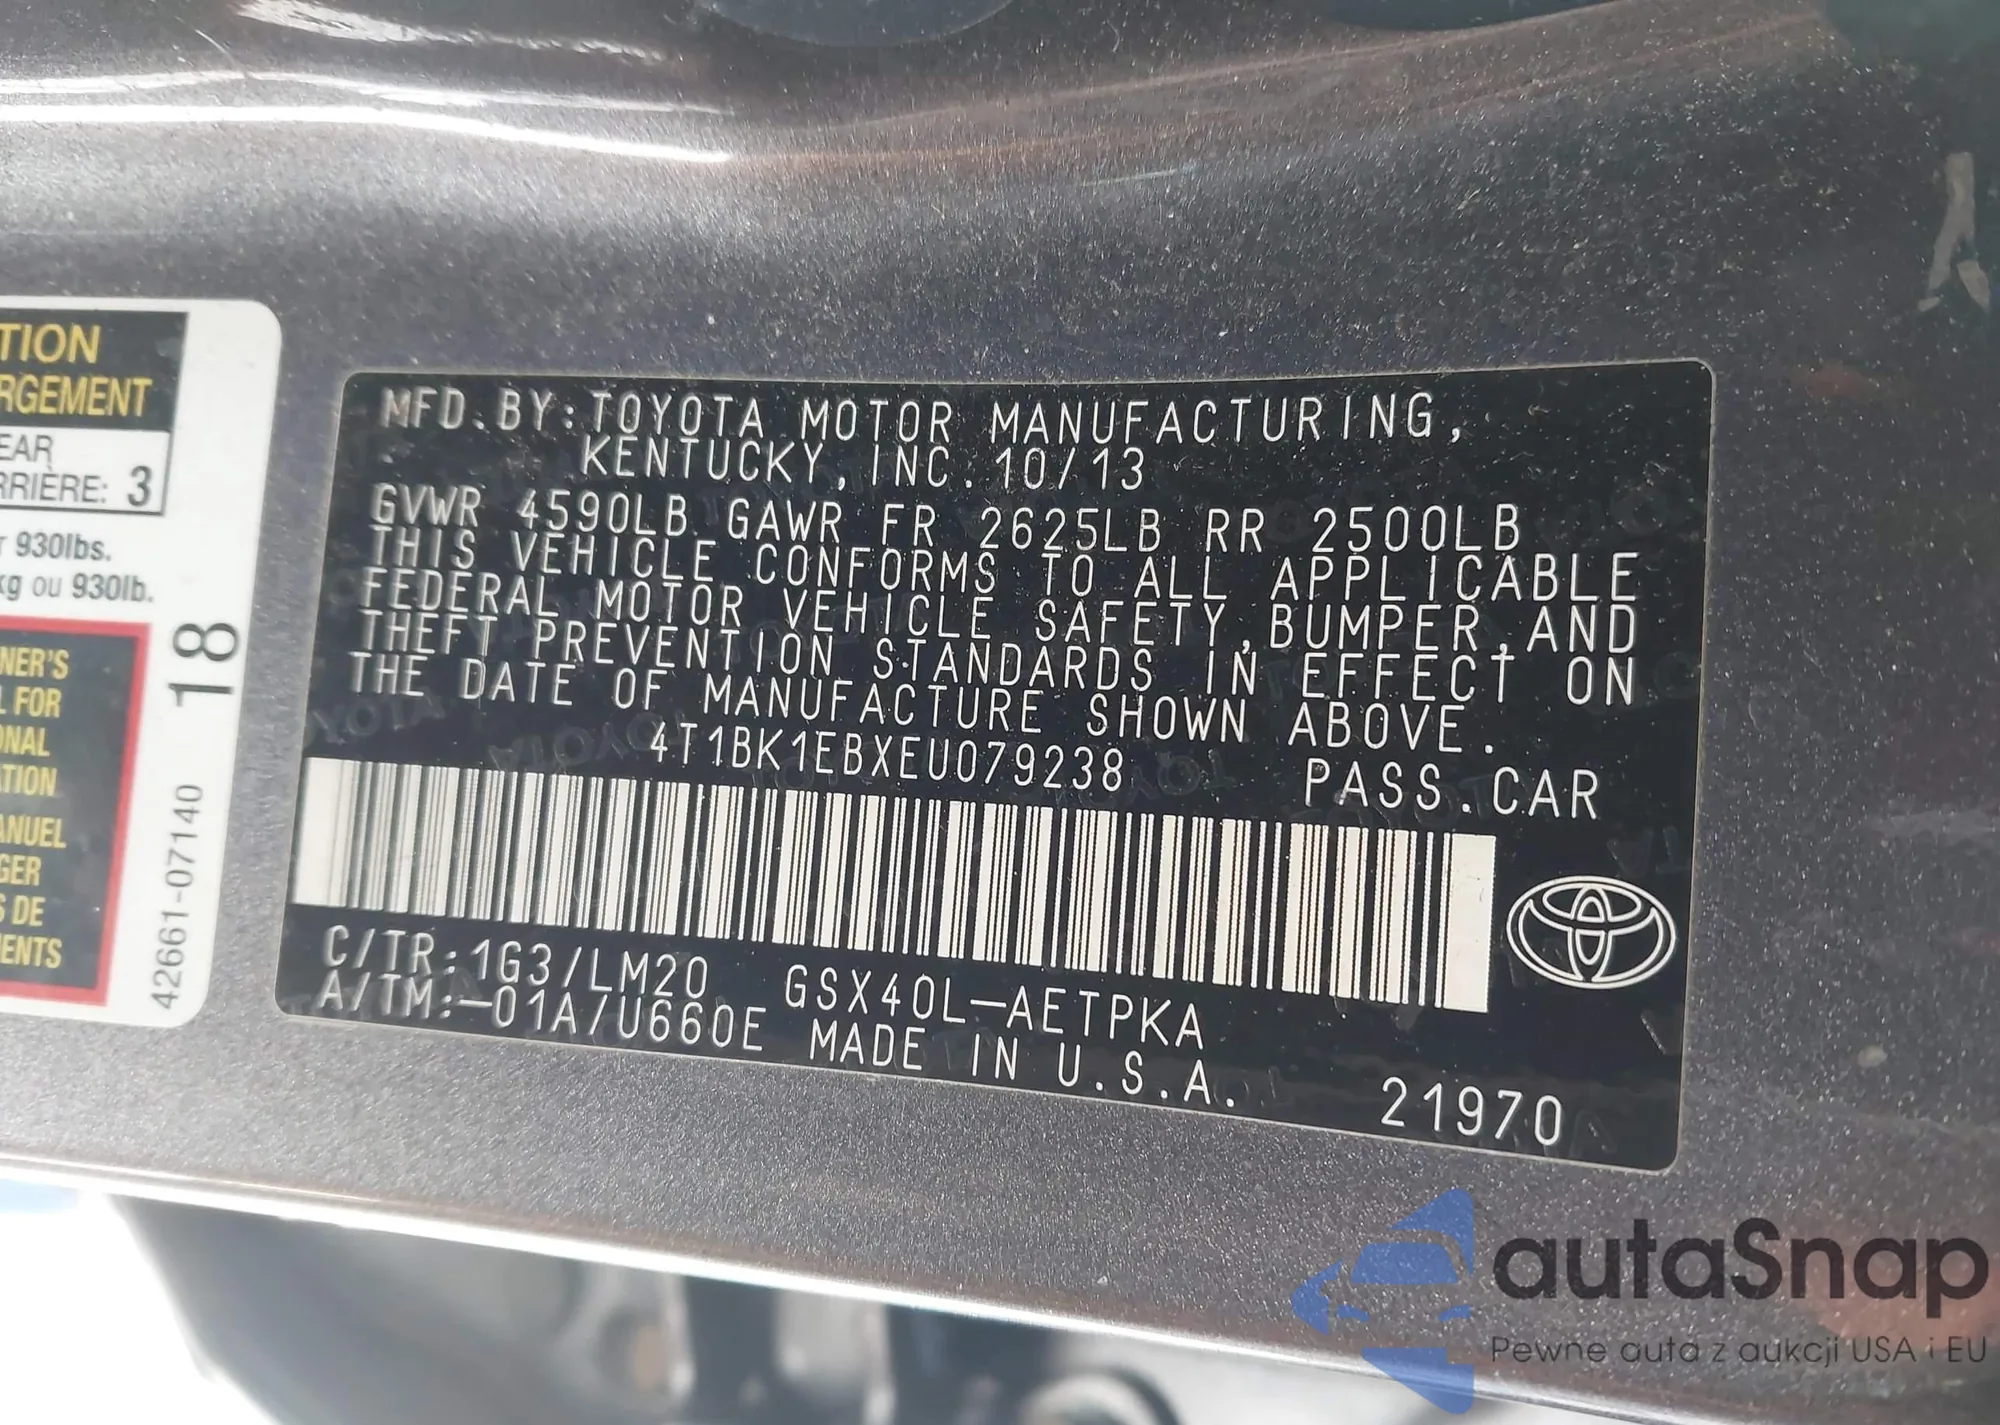 TION
RGEMENT
EAR
RRIÈRE: 3
r 930lbs.
kg ou 930lb.
NER'S
L FOR
ONAL
ATION
ANUEL
GER
S DE
MENTS
18
42661-07140
MFD.BY:TOYOTA MOTOR MANUFACTURING,
KENTUCKY,INC.10/13
GVWR 4590LB GAWR FR 2625LB RR 2500LB
THIS VEHICLE CONFORMS TO ALL APPLICABLE
FEDERAL MOTOR VEHICLE SAFETY,BUMPER,AND
THEFT PREVENTION STANDARDS IN EFFECT ON
THE DATE OF MANUFACTURE SHOWN ABOVE.
4T1BK1EBXEU079238 PASS.CAR
C/TR:1G3/LM20 GSX40L-AETPKA
A/TM:-01A/U660E MADE IN U.S.A.
21970
autaSnap
Pewne auta z aukcji USA i EU